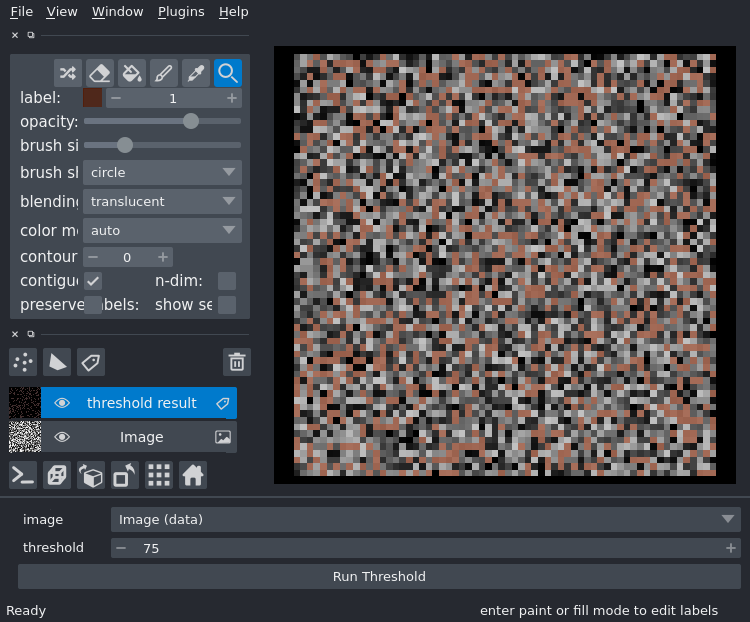 File View Window Plugins Help
label: 1
opacity:
brush si
brush sl circle
blending translucent
color m auto
contour 0
contigu n-dim:
preserve abels: show se
threshold result
Image
image Image (data)
threshold 75
Run Threshold
Ready enter paint or fill mode to edit labels